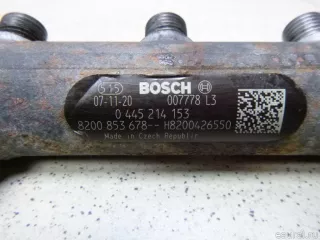 BOSCH
07-11-20 007778 L3
0 445 214 153
8200 853 678-- H8200426550
Made in Czech Republic